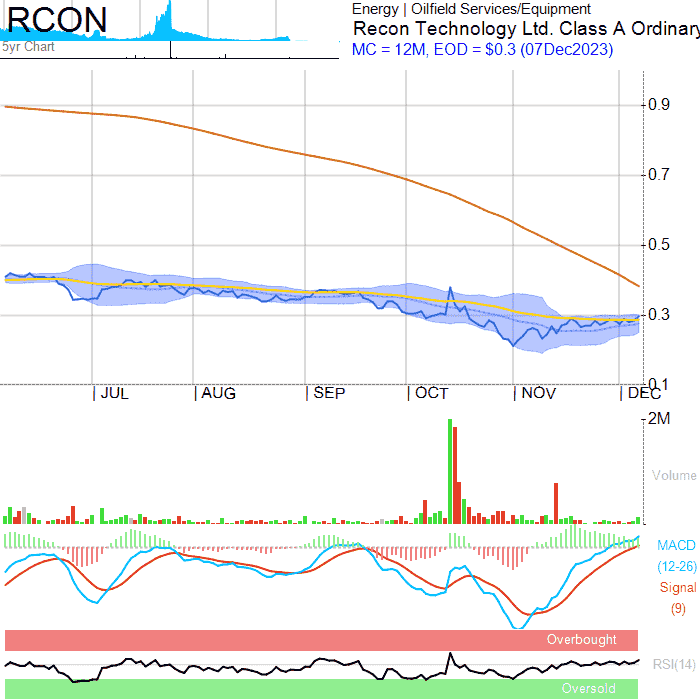 RCON
5yr Chart
Energy | Oilfield Services/Equipment
Recon Technology Ltd. Class A Ordinary
MC = 12M, EOD = $0.3 (07Dec2023)
0.9
0.7
0.5
0.3
0.1
JUL
AUG
SEP
OCT
NOV
DEC
2M
Volume
MACD
(12-26)
Signal
(9)
Overbought
RSI(14)
Oversold